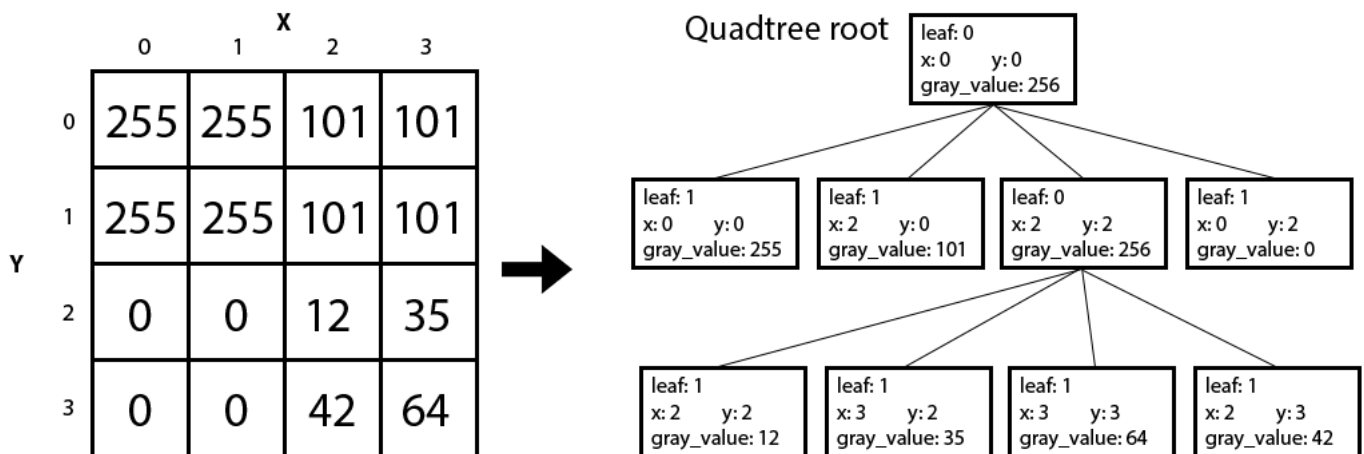 X
0 1 2 3
0 255 255 101 101
1 255 255 101 101
Y
2 0 0 12 35
3 0 0 42 64
Quadtree root
leaf: 0
x: 0 y: 0
gray_value: 256
leaf: 1
x: 0 y: 0
gray_value: 255
leaf: 1
x: 2 y: 0
gray_value: 101
leaf: 0
x: 2 y: 2
gray_value: 256
leaf: 1
x: 0 y: 2
gray_value: 0
leaf: 1
x: 2 y: 2
gray_value: 12
leaf: 1
x: 3 y: 2
gray_value: 35
leaf: 1
x: 3 y: 3
gray_value: 64
leaf: 1
x: 2 y: 3
gray_value: 42